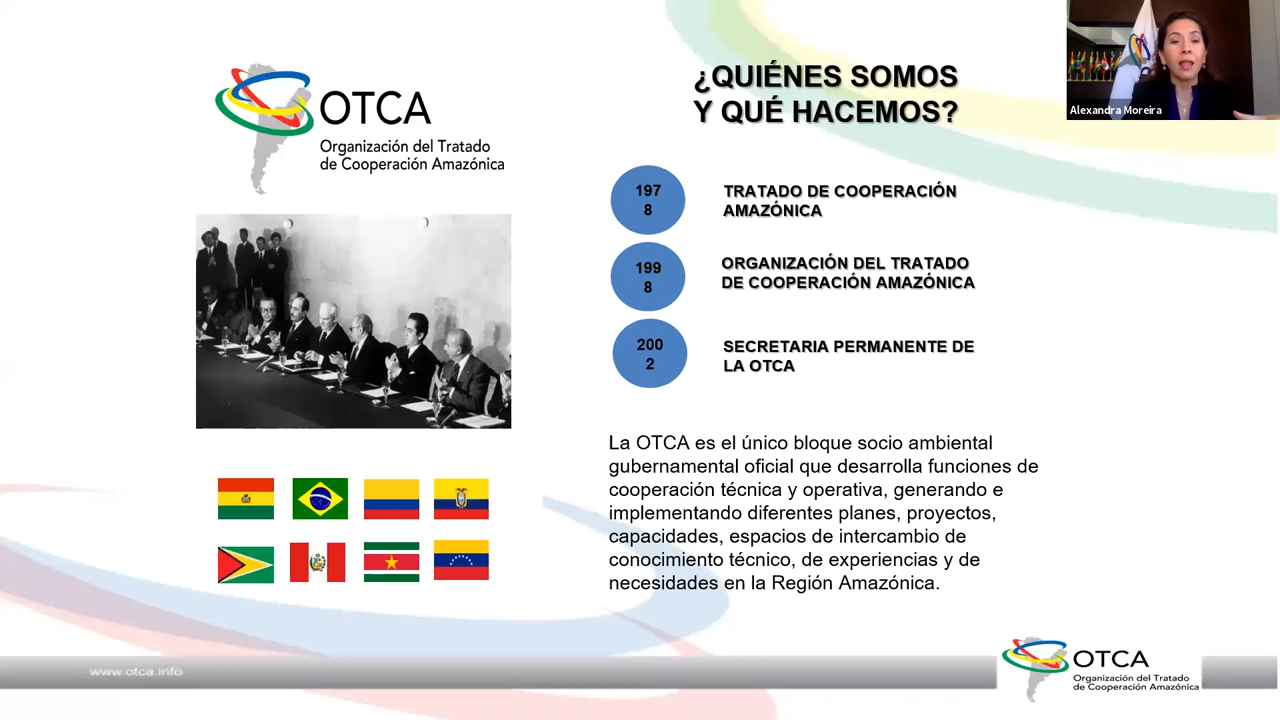 OTCA
Organización del Tratado
de Cooperación Amazónica
¿QUIÉNES SOMOS
Y QUÉ HACEMOS?
Alexandra Moreira
197
8
TRATADO DE COOPERACIÓN
AMAZÓNICA
199
8
ORGANIZACIÓN DEL TRATADO
DE COOPERACIÓN AMAZÓNICA
200
2
SECRETARIA PERMANENTE DE
LA OTCA
La OTCA es el único bloque socio ambiental
gubernamental oficial que desarrolla funciones de
cooperación técnica y operativa, generando e
implementando diferentes planes, proyectos,
capacidades, espacios de intercambio de
conocimiento técnico, de experiencias y de
necesidades en la Región Amazónica.
www.otca.info
OTCA
Organización del Tratado
de Cooperación Amazónica